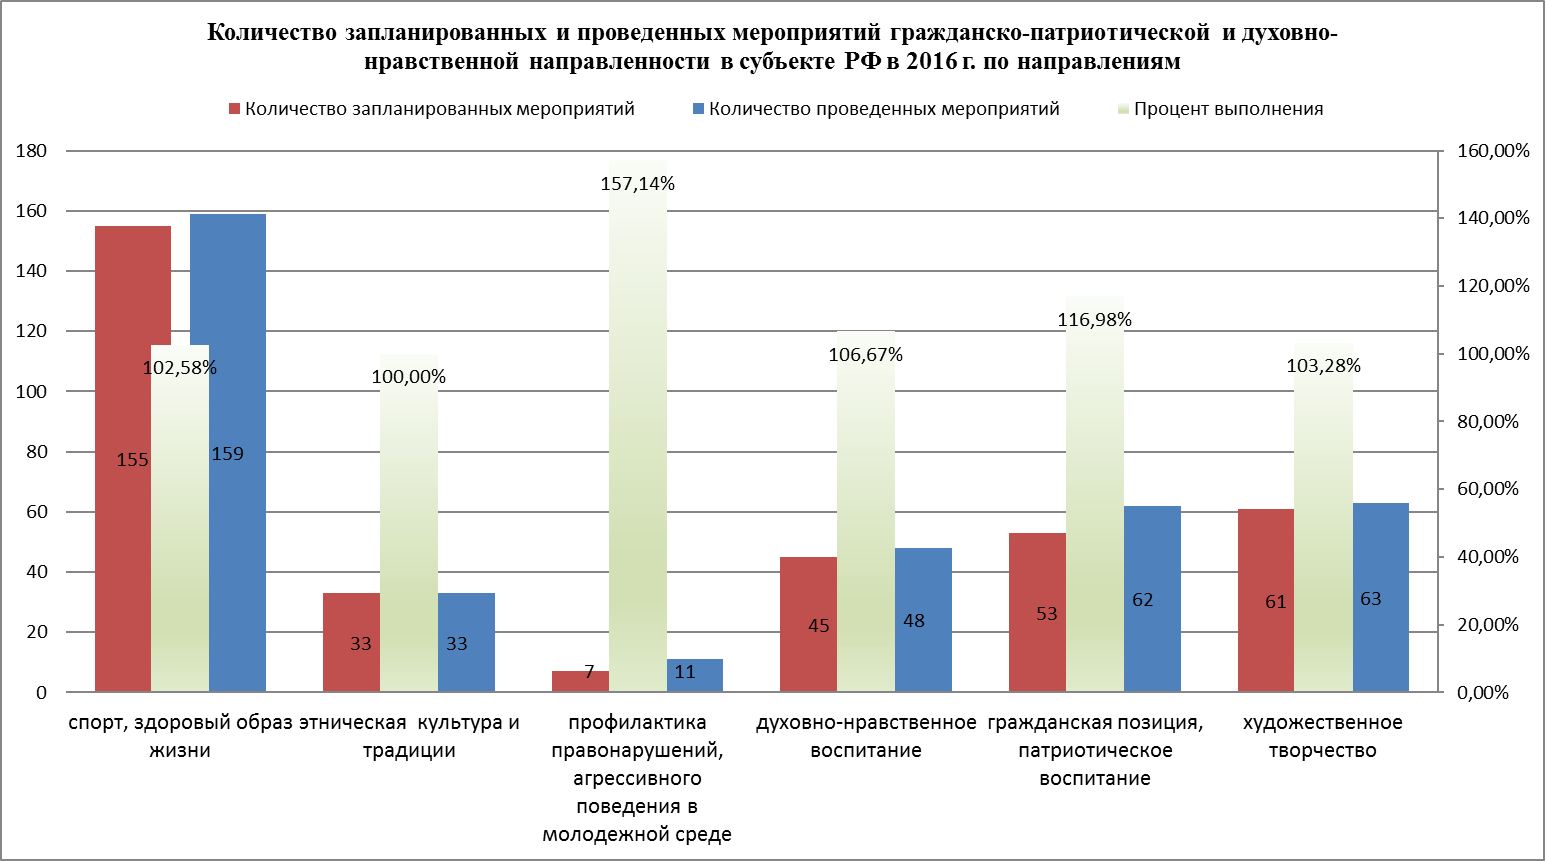 Количество запланированных и проведенных мероприятий гражданско-патриотической и духовно-
нравственной направленности в субъекте РФ в 2016 г. по направлениям
Количество запланированных мероприятий
Количество проведенных мероприятий
Процент выполнения
180
160
140
120
100
80
60
40
20
0
160,00%
140,00%
120,00%
100,00%
80,00%
60,00%
40,00%
20,00%
0,00%
155
102,58%
159
33
100,00%
33
7
157,14%
11
45
106,67%
48
53
116,98%
62
61
103,28%
63
спорт, здоровый образ
жизни
этническая культура и
традиции
профилактика
правонарушений,
агрессивного
поведения в
молодежной среде
духовно-нравственное
воспитание
гражданская позиция,
патриотическое
воспитание
художественное
творчество